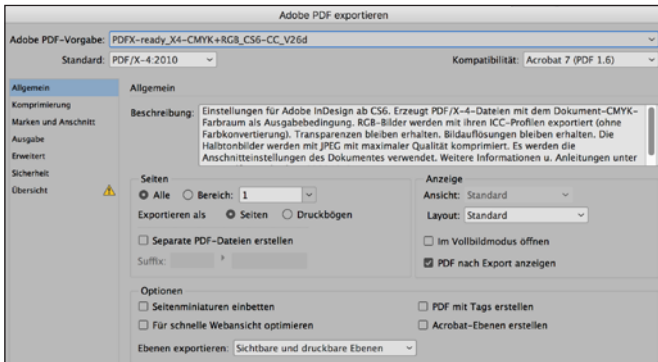 Adobe PDF exportieren
Adobe PDF-Vorgabe: PDFX-ready_X4-CMYK+RGB_CS6-CC_V26d
Standard: PDF/X-4:2010 Kompatibilität: Acrobat 7 (PDF 1.6)
Allgemein
Komprimierung
Marken und Anschnitt
Ausgabe
Erweitert
Sicherheit
Übersicht
Allgemein
Beschreibung: Einstellungen für Adobe InDesign ab CS6. Erzeugt PDF/X-4-Dateien mit dem Dokument-CMYK-
Farbraum als Ausgabebedingung. RGB-Bilder werden mit ihren ICC-Profilen exportiert (ohne
Farbkonvertierung). Transparenzen bleiben erhalten. Bildauflösungen bleiben erhalten. Die
Halbtonbilder werden mit JPEG mit maximaler Qualität komprimiert. Es werden die
Anschnitteinstellungen des Dokumentes verwendet. Weitere Informationen u. Anleitungen unter
Seiten
Alle Bereich: 1
Exportieren als Seiten Druckbögen
Separate PDF-Dateien erstellen
Suffix:
Anzeige
Ansicht: Standard
Layout: Standard
Im Vollbildmodus öffnen
PDF nach Export anzeigen
Optionen
Seitenminiaturen einbetten
Für schnelle Webansicht optimieren
PDF mit Tags erstellen
Acrobat-Ebenen erstellen
Ebenen exportieren: Sichtbare und druckbare Ebenen